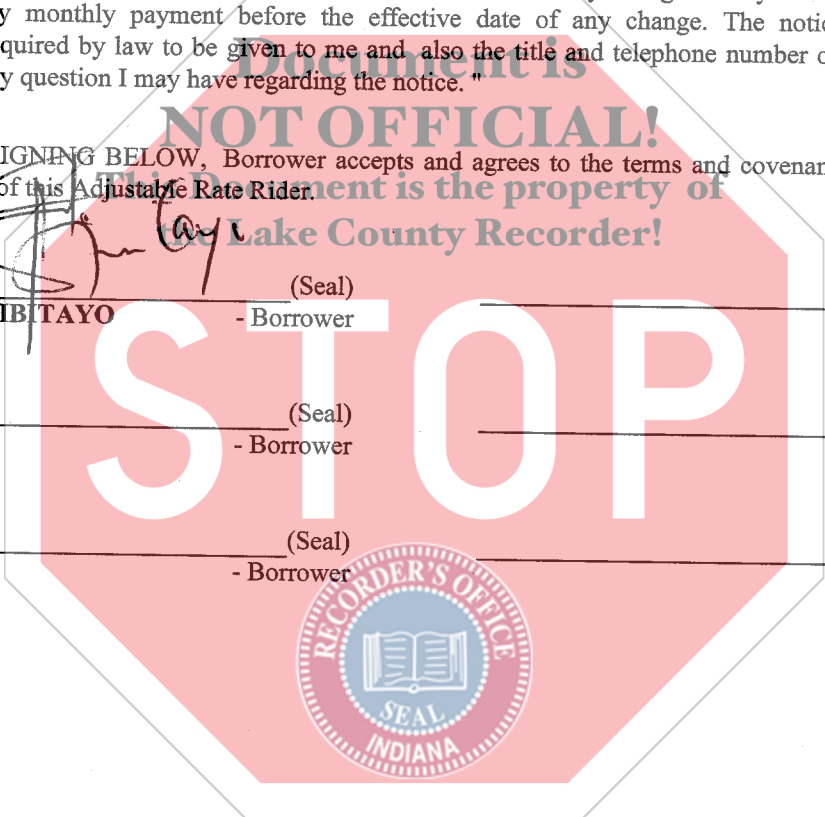 y monthly payment before the effective date of any change. The notic
quired by law to be given to me and also the title and telephone number o
y question I may have regarding the notice. "
Document is
NOT OFFICIAL!
IGNING BELOW, Borrower accepts and agrees to the terms and covenan
of this Adjustable Rate Rider.
This Document is the property of
the Lake County Recorder!
(Seal)
IBITAYO - Borrower
STOP
(Seal)
- Borrower
(Seal)
- Borrower
RECORDER'S OFFICE
SEAL
INDIANA